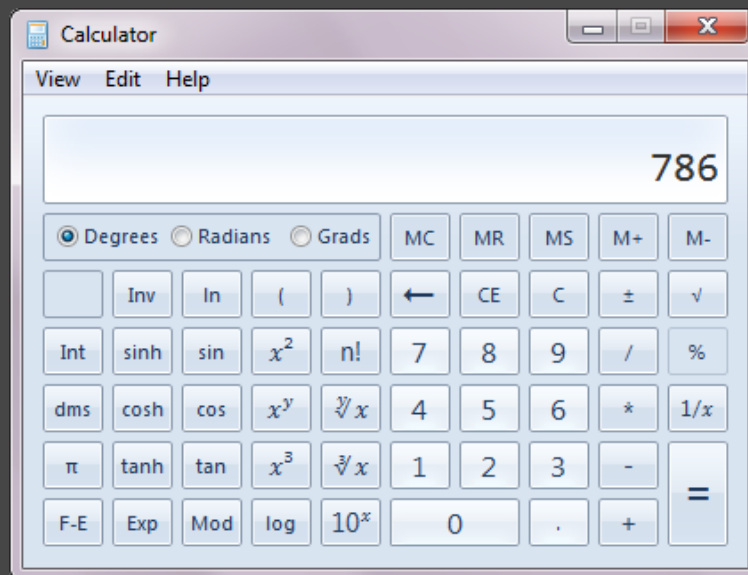 Calculator
View Edit Help
786
Degrees Radians Grads MC MR MS M+ M-
Inv ln ( ) ← CE C ± √
Int sinh sin x² n! 7 8 9 / %
dms cosh cos xʸ ʸ√x 4 5 6 * 1/x
π tanh tan x³ ³√x 1 2 3 - =
F-E Exp Mod log 10ˣ 0 . +